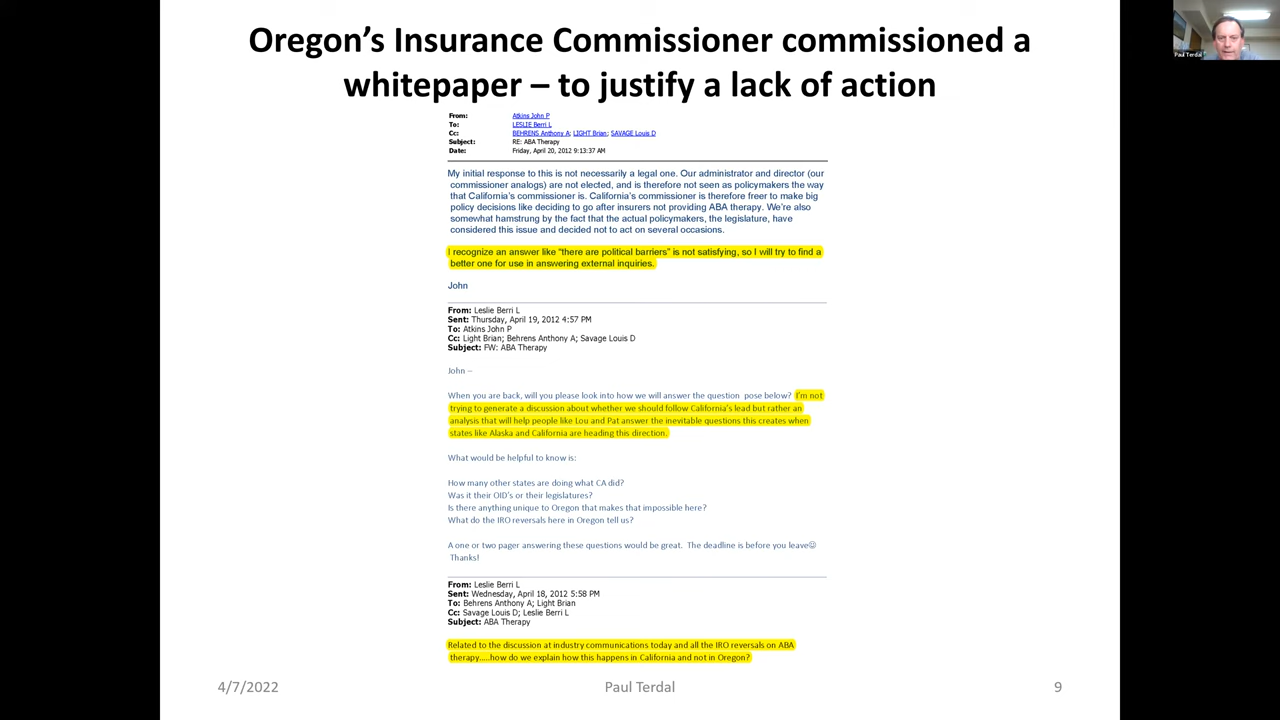 Oregon’s Insurance Commissioner commissioned a
whitepaper – to justify a lack of action
Paul Terdal
From: Atkins John P
To: LESLIE Berri L
Cc: BEHRENS Anthony A; LIGHT Brian; SAVAGE Louis D
Subject: RE: ABA Therapy
Date: Friday, April 20, 2012 9:13:37 AM
My initial response to this is not necessarily a legal one. Our administrator and director (our
commissioner analogs) are not elected, and is therefore not seen as policymakers the way
that California’s commissioner is. California’s commissioner is therefore freer to make big
policy decisions like deciding to go after insurers not providing ABA therapy. We’re also
somewhat hamstrung by the fact that the actual policymakers, the legislature, have
considered this issue and decided not to act on several occasions.
I recognize an answer like “there are political barriers” is not satisfying, so I will try to find a
better one for use in answering external inquiries.
John
From: Leslie Berri L
Sent: Thursday, April 19, 2012 4:57 PM
To: Atkins John P
Cc: Light Brian; Behrens Anthony A; Savage Louis D
Subject: FW: ABA Therapy
John –
When you are back, will you please look into how we will answer the question pose below? I’m not
trying to generate a discussion about whether we should follow California’s lead but rather an
analysis that will help people like Lou and Pat answer the inevitable questions this creates when
states like Alaska and California are heading this direction.
What would be helpful to know is:
How many other states are doing what CA did?
Was it their OID’s or their legislatures?
Is there anything unique to Oregon that makes that impossible here?
What do the IRO reversals here in Oregon tell us?
A one or two pager answering these questions would be great. The deadline is before you leave☺
Thanks!
From: Leslie Berri L
Sent: Wednesday, April 18, 2012 5:58 PM
To: Behrens Anthony A; Light Brian
Cc: Savage Louis D; Leslie Berri L
Subject: ABA Therapy
Related to the discussion at industry communications today and all the IRO reversals on ABA
therapy.....how do we explain how this happens in California and not in Oregon?
4/7/2022 Paul Terdal 9